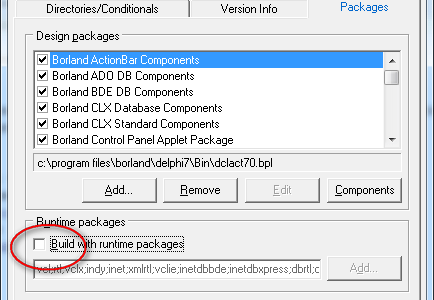 Directories/Conditionals Version Info Packages
Design packages
Borland ActionBar Components
Borland ADO DB Components
Borland BDE DB Components
Borland CLX Database Components
Borland CLX Standard Components
Borland Control Panel Applet Package
c:\program files\borland\delphi7\Bin\dclact70.bpl
Add... Remove Edit Components
Runtime packages
Build with runtime packages
vcl;rtl;vclx;indy;inet;xmlrtl;vclie;inetdbbde;inetdbxpress;dbrtl;c Add...